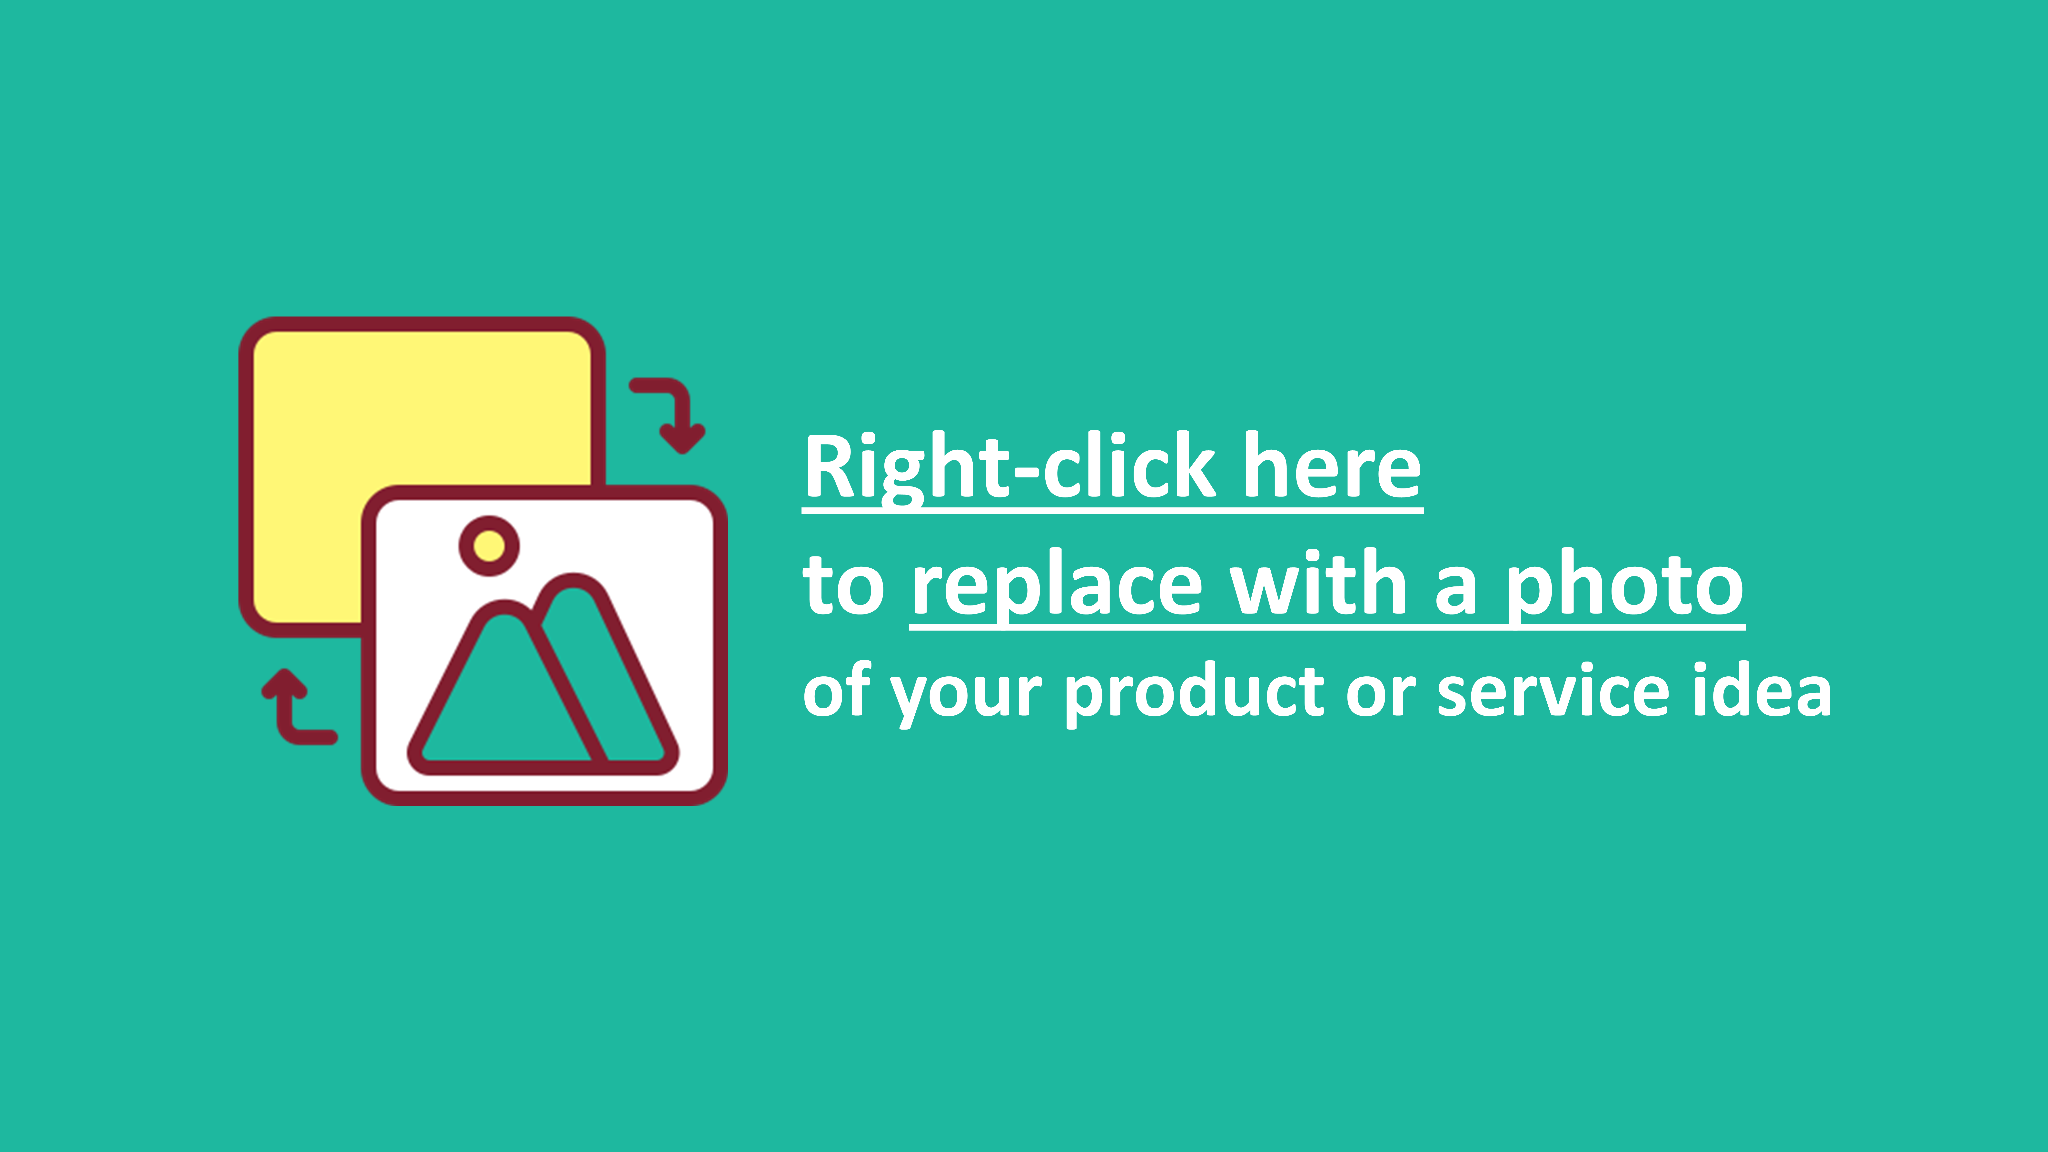 Right-click here
to replace with a photo
of your product or service idea